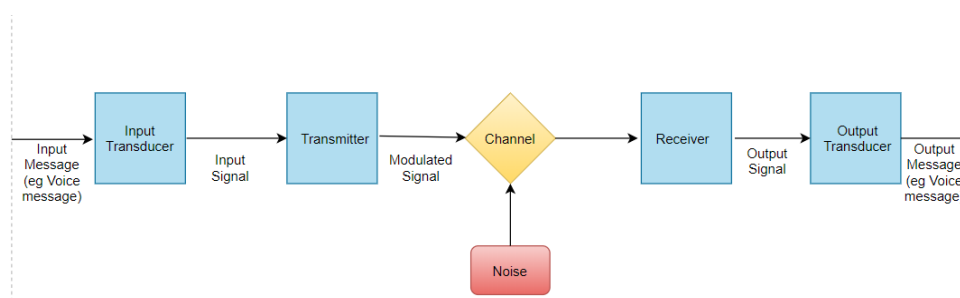 Input
Transducer
Transmitter
Channel
Receiver
Output
Transducer
Input
Message
(eg Voice
message)
Input
Signal
Modulated
Signal
Output
Signal
Output
Message
(eg Voice
message)
Noise